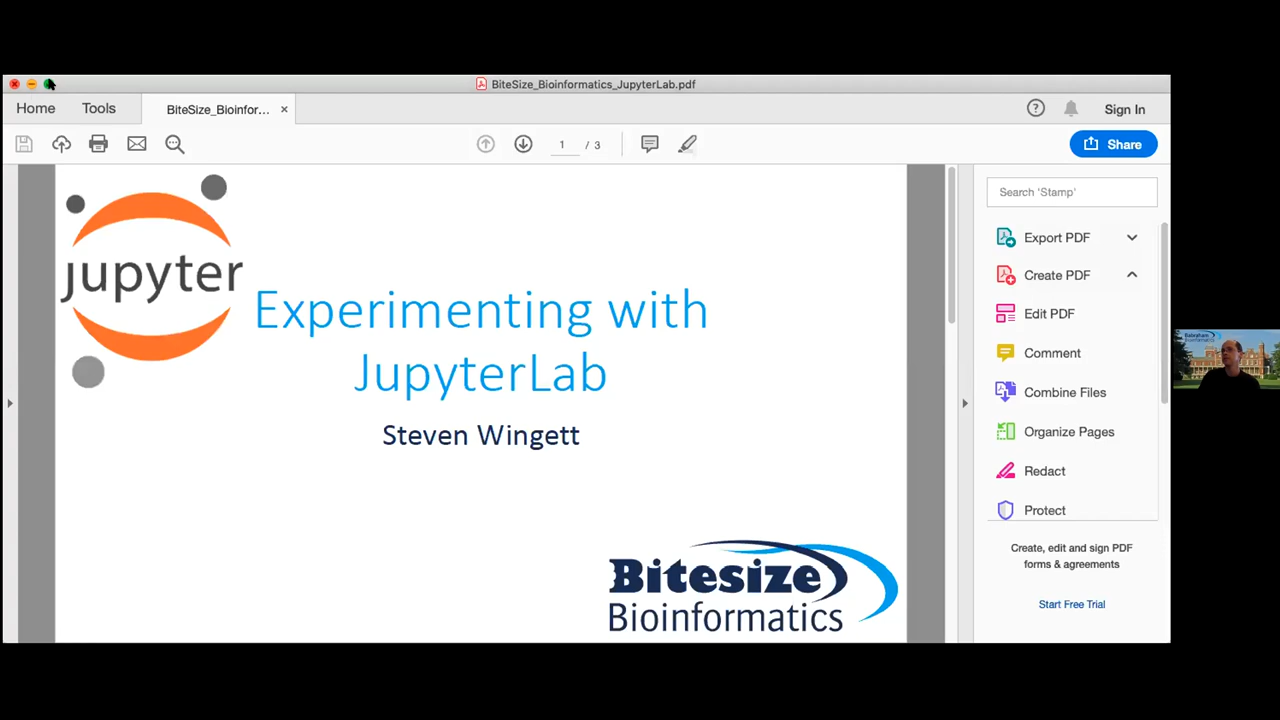 BiteSize_Bioinformatics_JupyterLab.pdf
Home
Tools
BiteSize_Bioinfor...
Sign In
1 / 3
Share
Search 'Stamp'
Export PDF
Create PDF
Edit PDF
Comment
Combine Files
Organize Pages
Redact
Protect
Create, edit and sign PDF
forms & agreements
Start Free Trial
jupyter
Experimenting with
JupyterLab
Steven Wingett
Bitesize
Bioinformatics
Babraham
Bioinformatics